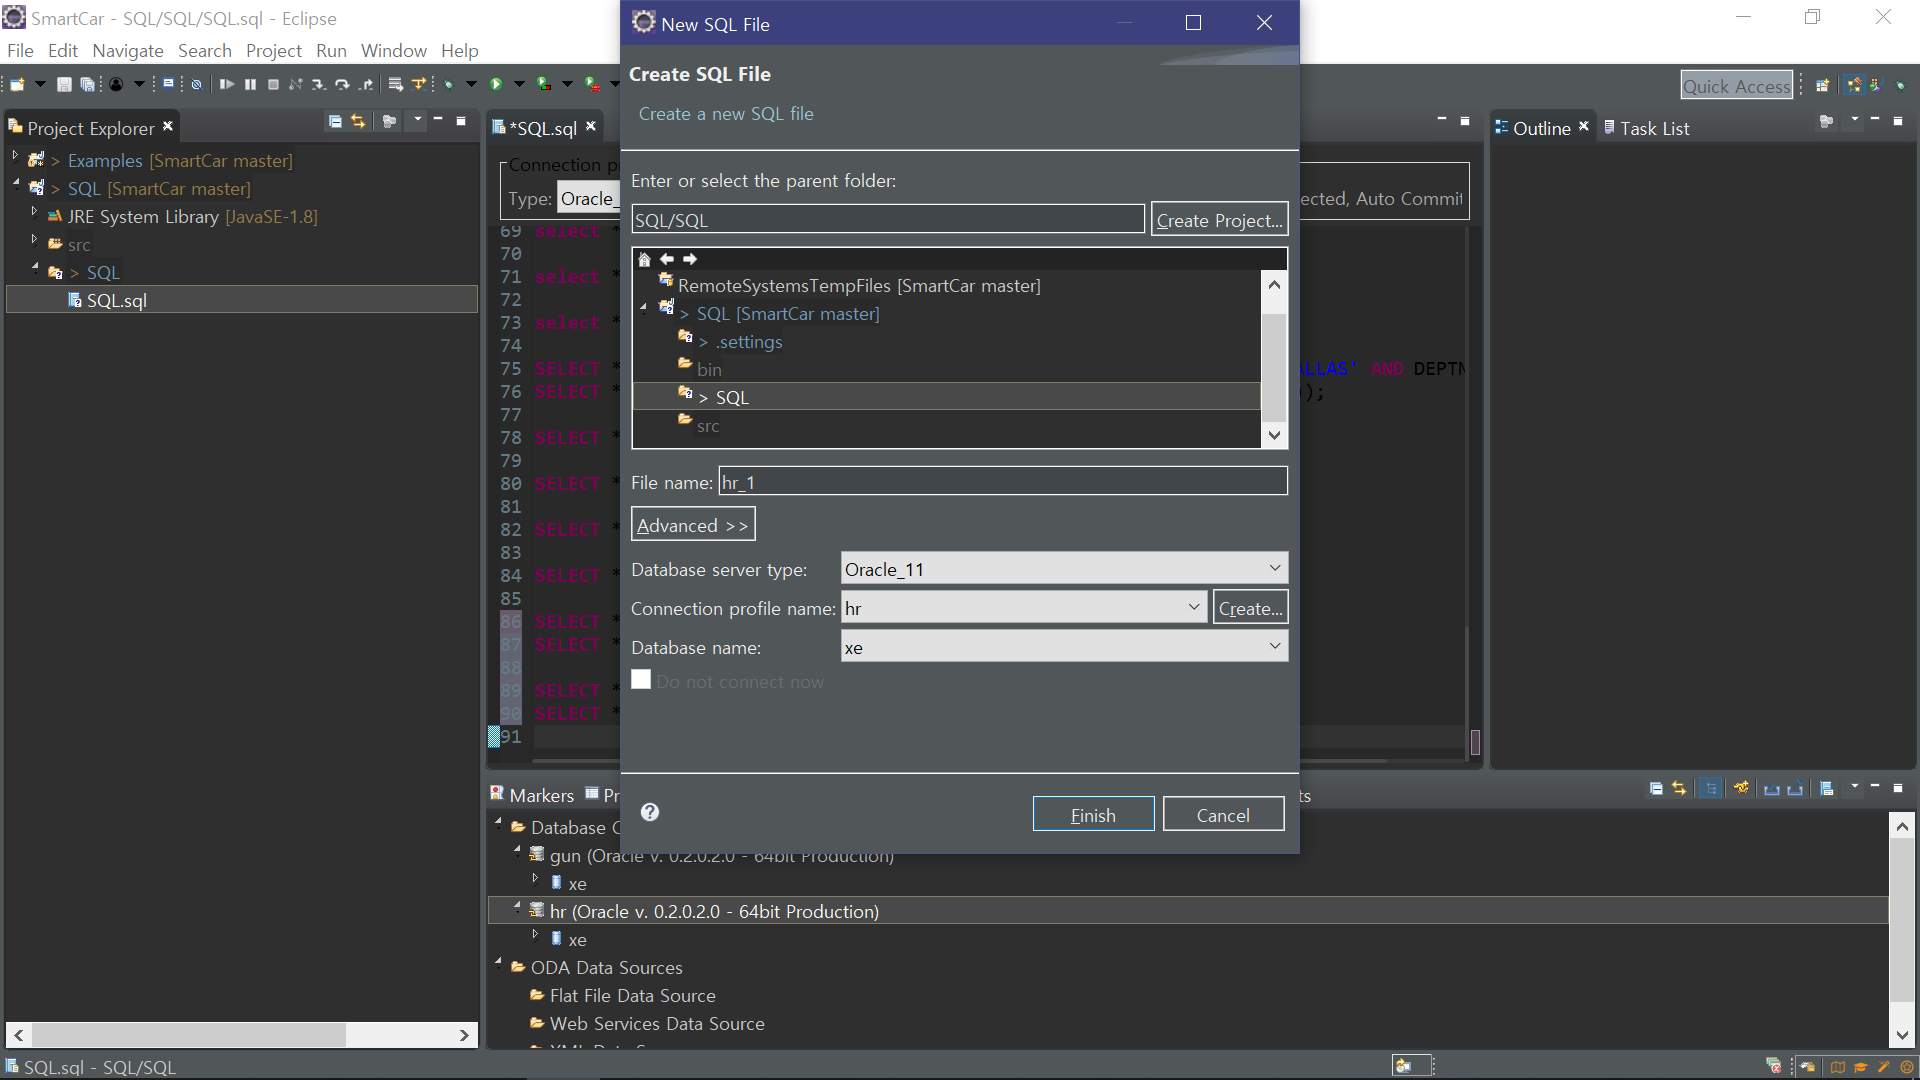 SmartCar - SQL/SQL/SQL.sql - Eclipse
File Edit Navigate Search Project Run Window Help
Quick Access
Project Explorer
> Examples [SmartCar master]
> SQL [SmartCar master]
JRE System Library [JavaSE-1.8]
src
> SQL
SQL.sql
*SQL.sql
Type: Oracle_
ected, Auto Commit
69 select *
70
71 select *
72
73 select *
74
75 SELECT * ALLAS' AND DEPTN
76 SELECT * );
77
78 SELECT *
79
80 SELECT *
81
82 SELECT *
83
84 SELECT *
85
86 SELECT *
87 SELECT *
88
89 SELECT *
90 SELECT *
91
New SQL File
Create SQL File
Create a new SQL file
Enter or select the parent folder:
SQL/SQL
Create Project...
RemoteSystemsTempFiles [SmartCar master]
> SQL [SmartCar master]
> .settings
bin
> SQL
src
File name: hr_1
Advanced >>
Database server type: Oracle_11
Connection profile name: hr Create...
Database name: xe
Do not connect now
Finish Cancel
Outline
Task List
Markers
Database
gun (Oracle v. 0.2.0.2.0 - 64bit Production)
xe
hr (Oracle v. 0.2.0.2.0 - 64bit Production)
xe
ODA Data Sources
Flat File Data Source
Web Services Data Source
SQL.sql - SQL/SQL